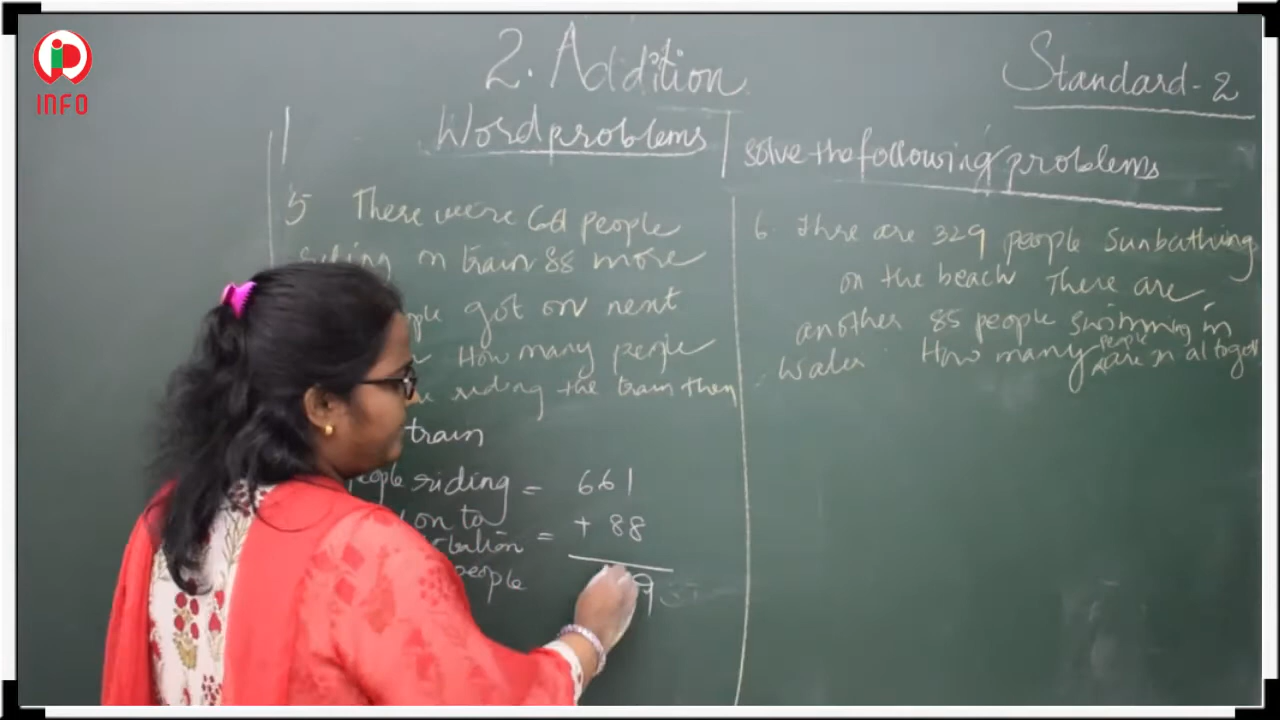 INFO
2. Addition
Standard-2
Word problems
solve the following problems
5 There were 661 people
riding on train 88 more
got on next
How many people
riding the train then
train
riding = 661
on to
+ 88
=
people
9
6. There are 329 people sunbathing
on the beach There are
another 85 people swimming in
water. How many people are in altoget